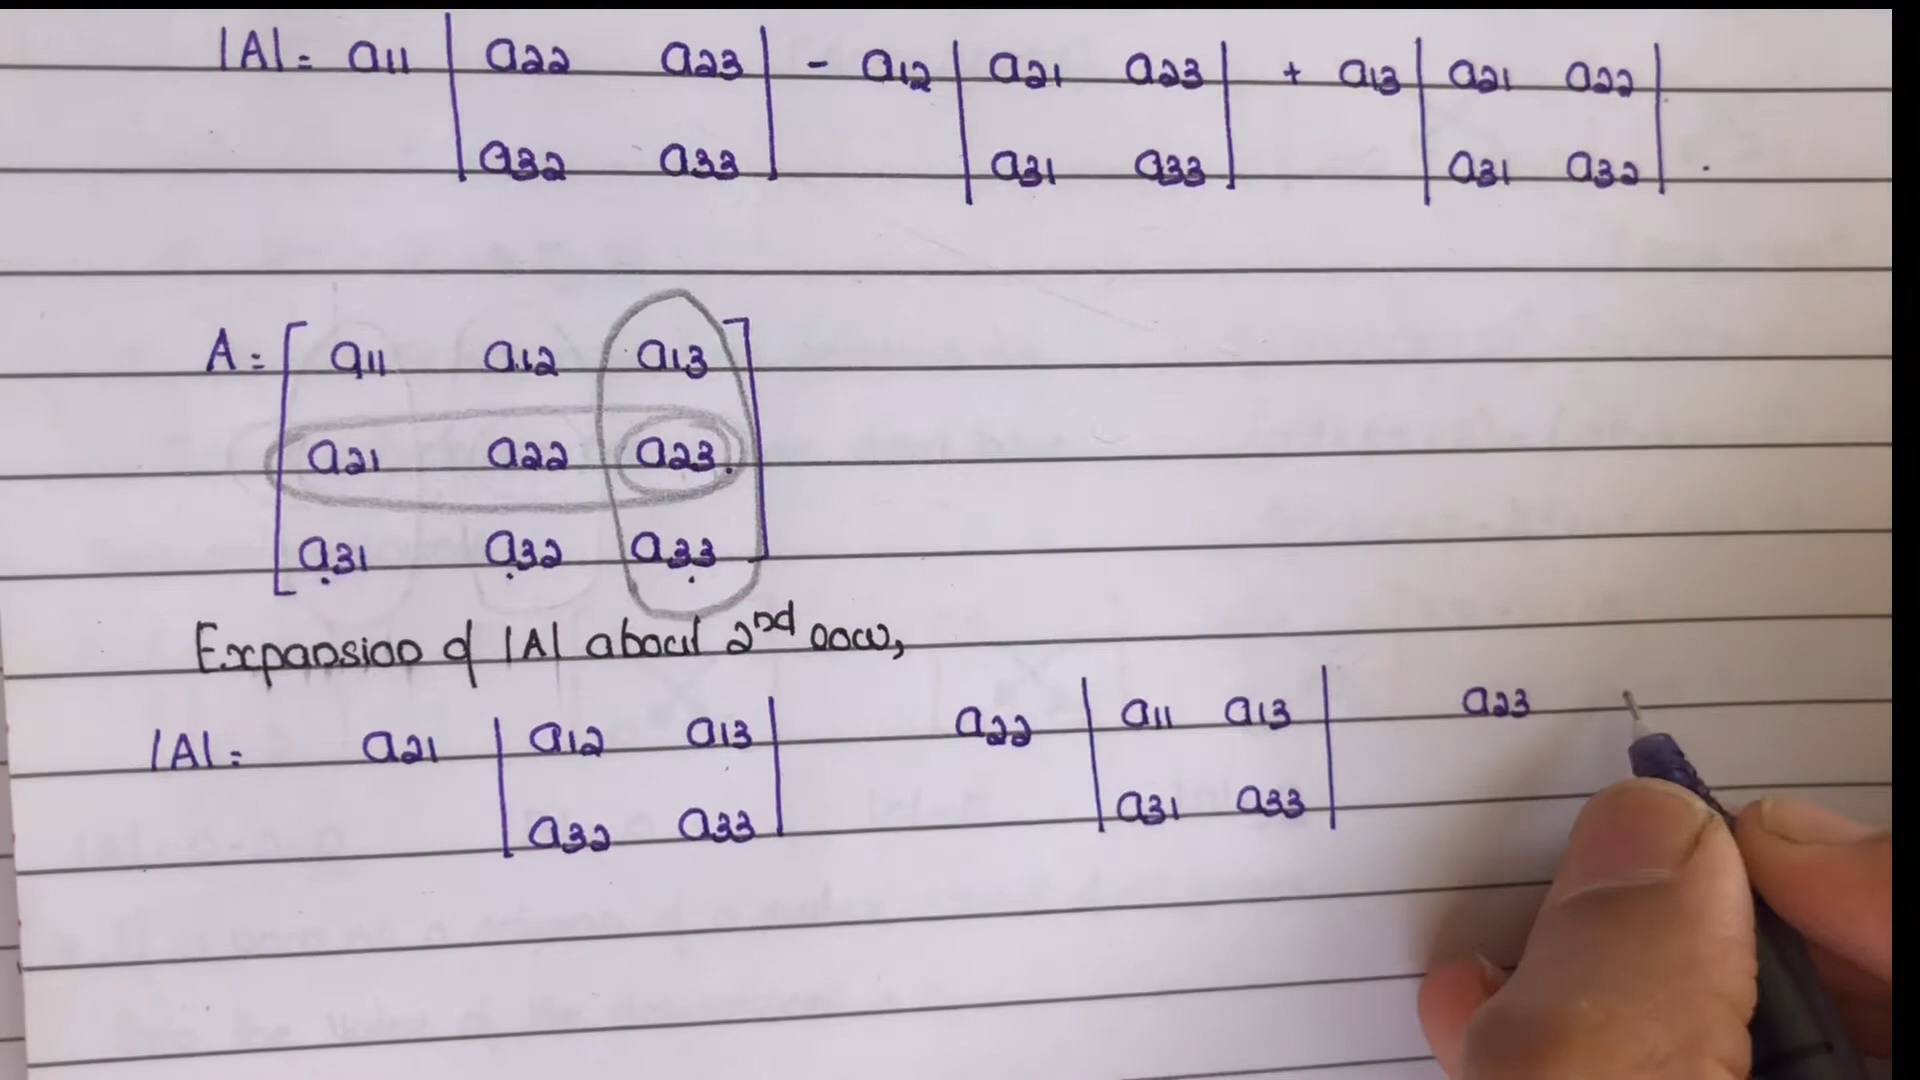 |A| = a11 | a22 a23 | - a12 | a21 a23 | + a13 | a21 a22 |
a32 a33 | a31 a33 | a31 a32 | .
A = [ a11 a12 a13 ]
a21 a22 a23
a31 a32 a33
Expansion of |A| about 2nd row,
|A| = a21 | a12 a13 | a22 | a11 a13 | a23
a32 a33 | a31 a33 |